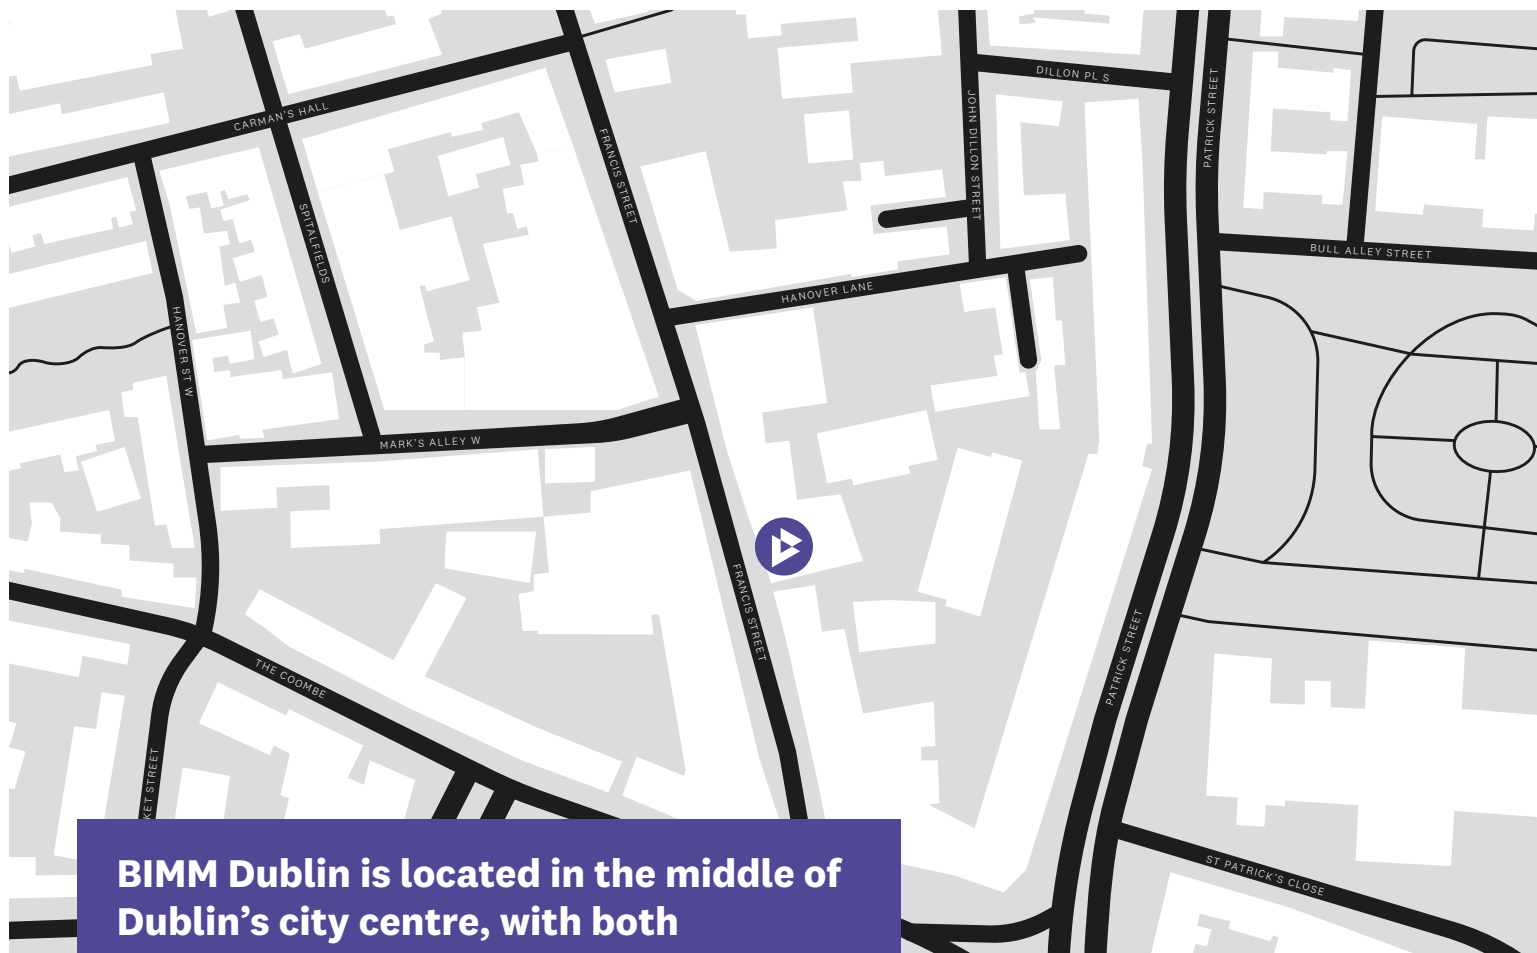 DILLON PL S
CARMAN'S HALL
JOHN DILLON STREET
PATRICK STREET
FRANCIS STREET
SPITALFIELDS
BULL ALLEY STREET
HANOVER LANE
HANOVER ST W
MARK'S ALLEY W
FRANCIS STREET
PATRICK STREET
THE COOMBE
KET STREET
ST PATRICK'S CLOSE
BIMM Dublin is located in the middle of
Dublin’s city centre, with both